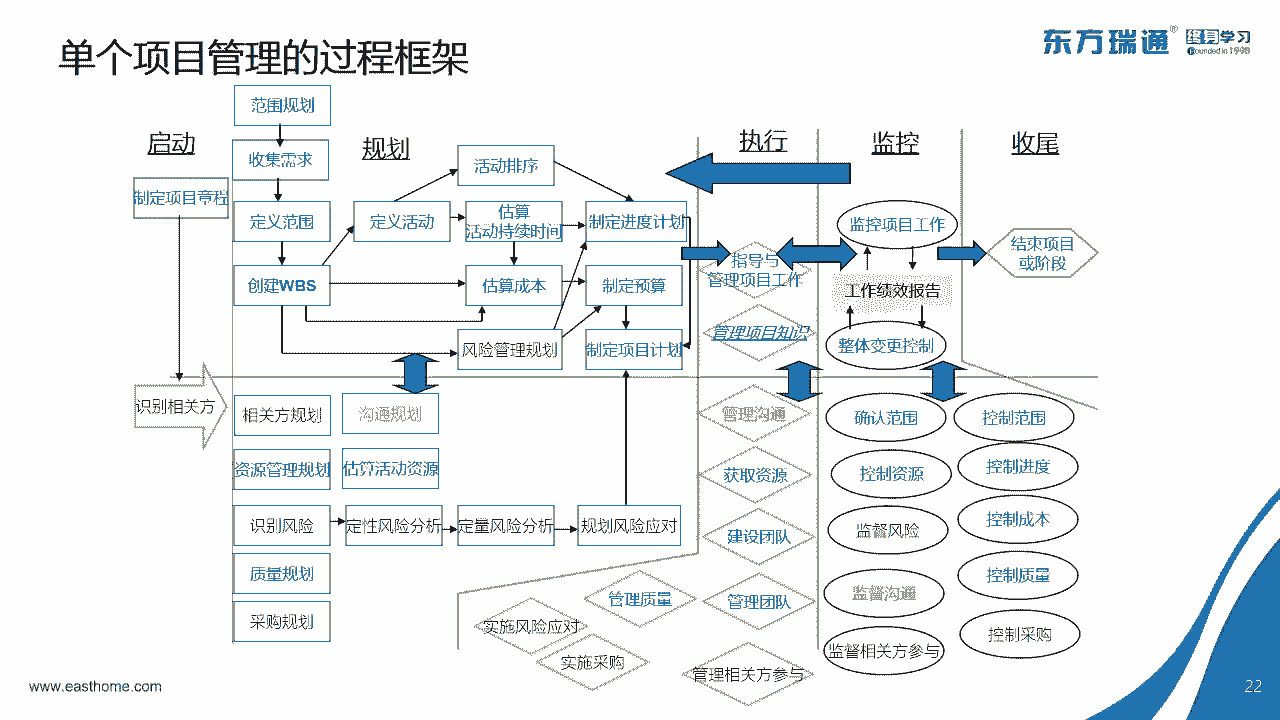 单个项目管理的过程框架
东方瑞通®
终身学习
Founded in 1998
启动
规划
执行
监控
收尾
范围规划
收集需求
制定项目章程
定义范围
创建WBS
定义活动
活动排序
估算
活动持续时间
制定进度计划
估算成本
制定预算
风险管理规划
制定项目计划
指导与
管理项目工作
管理项目知识
监控项目工作
工作绩效报告
整体变更控制
结束项目
或阶段
识别相关方
相关方规划
沟通规划
资源管理规划
估算活动资源
识别风险
定性风险分析
定量风险分析
规划风险应对
质量规划
采购规划
管理沟通
获取资源
建设团队
管理质量
管理团队
实施风险应对
实施采购
管理相关方参与
确认范围
控制范围
控制资源
控制进度
监督风险
控制成本
监督沟通
控制质量
监督相关方参与
控制采购
www.easthome.com
22